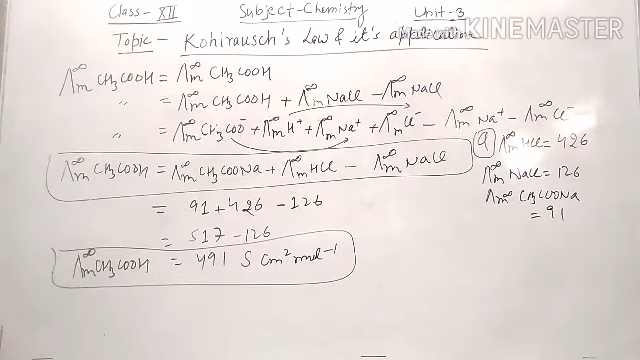 Class-XII Subject-Chemistry Unit-3
Topic - Kohlrausch's Law & it's application
KINEMASTER
Λ∞m CH3COOH = Λ∞m CH3COOH
" = Λ∞m CH3COOH + Λ∞m NaCl - Λ∞m NaCl
" = Λ∞m CH3COO- + Λ∞m H+ + Λ∞m Na+ + Λ∞m Cl- - Λ∞m Na+ - Λ∞m Cl-
Λ∞m CH3COOH = Λ∞m CH3COONa + Λ∞m HCl - Λ∞m NaCl
= 91 + 426 - 126
= 517 - 126
Λ∞m CH3COOH = 491 S cm2 mol-1
Q Λ∞m HCl = 426
Λ∞m NaCl = 126
Λ∞m CH3COONa
= 91